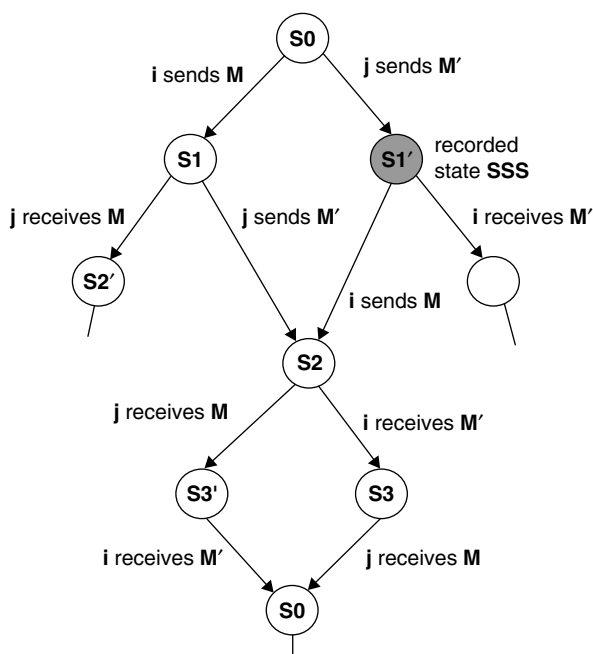 S0
i sends M
j sends M′
S1
S1′
recorded
state SSS
j receives M
j sends M′
i receives M′
S2′
i sends M
S2
j receives M
i receives M′
S3'
S3
i receives M′
j receives M
S0